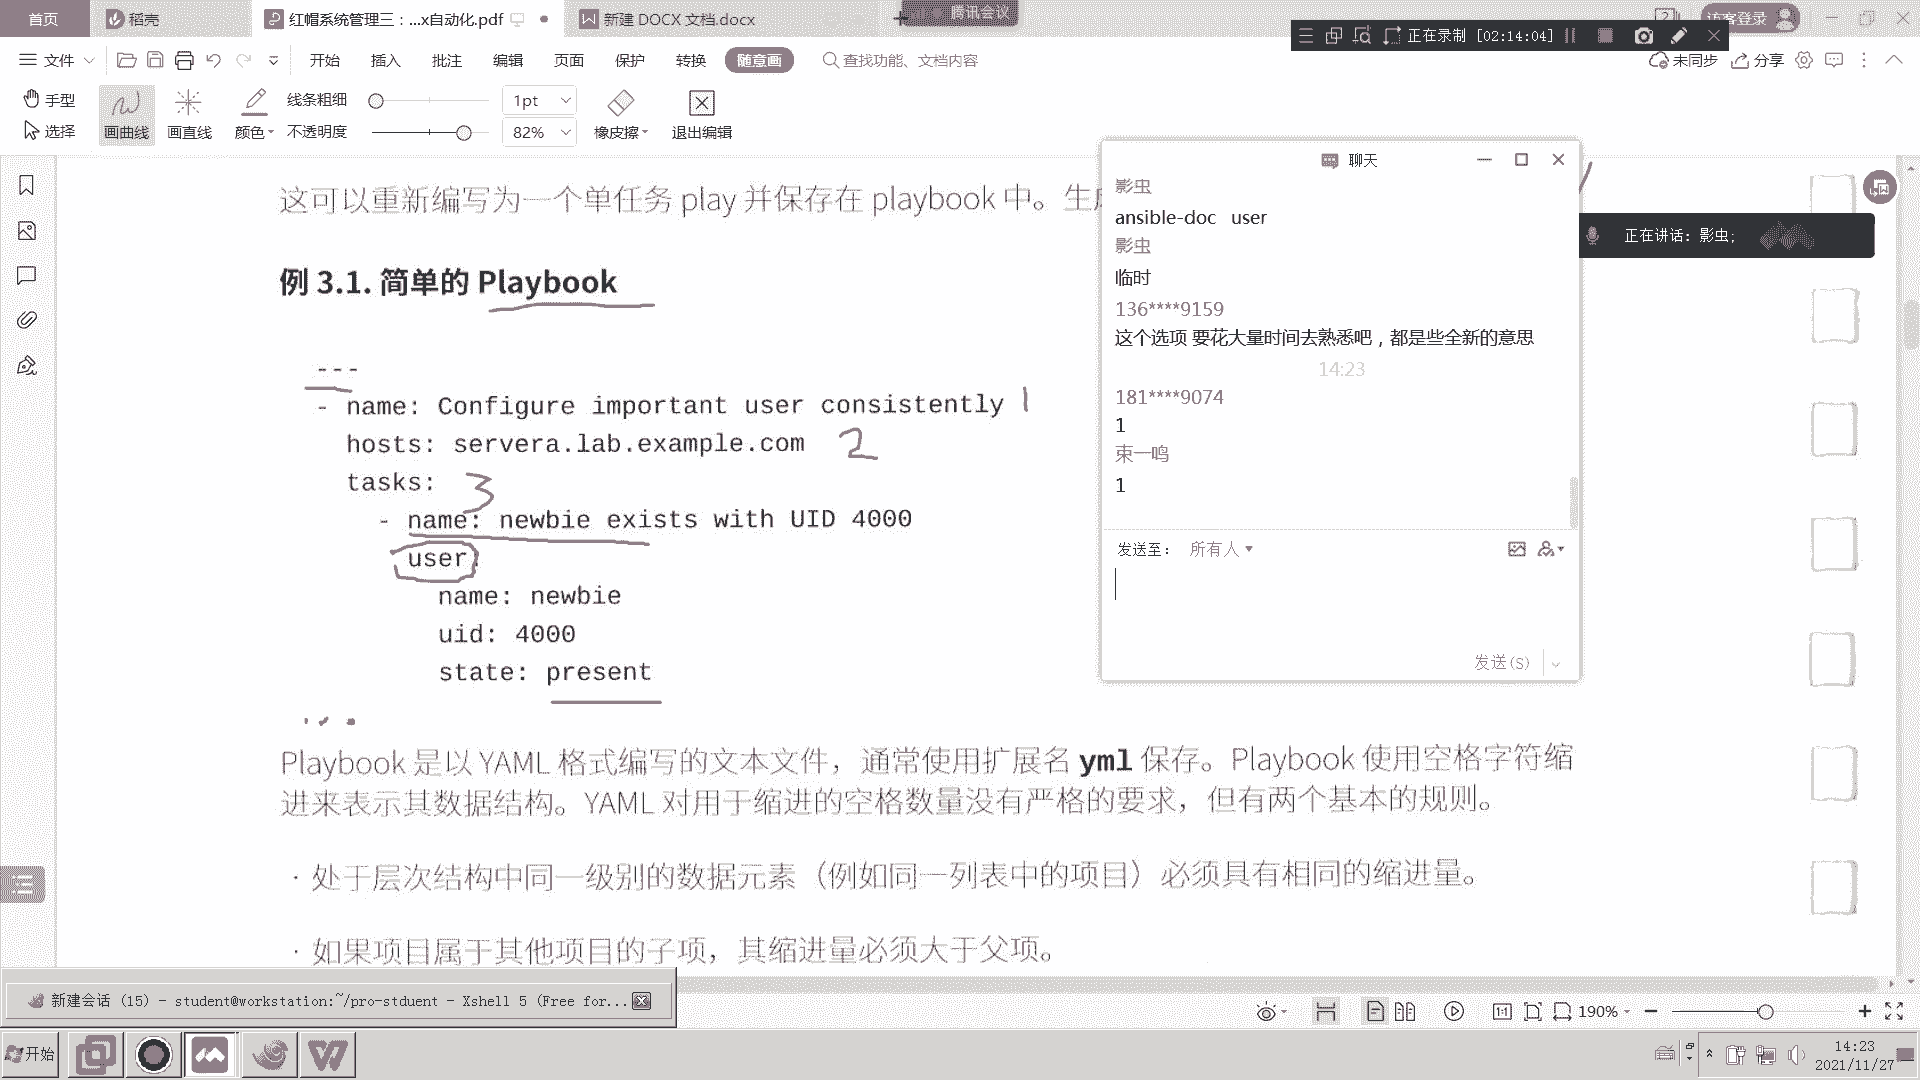 首页
稻壳
红帽系统管理三：...x自动化.pdf
新建 DOCX 文档.docx
腾讯会议
访客登录
正在录制 [02:14:04]
文件
开始
插入
批注
编辑
页面
保护
转换
随意画
查找功能、文档内容
未同步
分享
手型
选择
画曲线
画直线
颜色
线条粗细
1pt
不透明度
82%
橡皮擦
退出编辑
这可以重新编写为一个单任务 play 并保存在 playbook 中。生
例 3.1. 简单的 Playbook
---
- name: Configure important user consistently 1
hosts: servera.lab.example.com 2
tasks: 3
- name: newbie exists with UID 4000
user:
name: newbie
uid: 4000
state: present
Playbook 是以 YAML 格式编写的文本文件，通常使用扩展名 yml 保存。Playbook 使用空格字符缩
进来表示其数据结构。YAML 对用于缩进的空格数量没有严格的要求，但有两个基本的规则。
· 处于层次结构中同一级别的数据元素（例如同一列表中的项目）必须具有相同的缩进量。
· 如果项目属于其他项目的子项，其缩进量必须大于父项。
聊天
影虫
ansible-doc user
影虫
临时
136****9159
这个选项 要花大量时间去熟悉吧，都是些全新的意思
14:23
181****9074
1
束一鸣
1
发送至：
所有人
发送(S)
正在讲话：影虫;
新建会话 (15) - student@workstation:~/pro-stduent - Xshell 5 (Free for...
1:1
190%
开始
14:23
2021/11/27